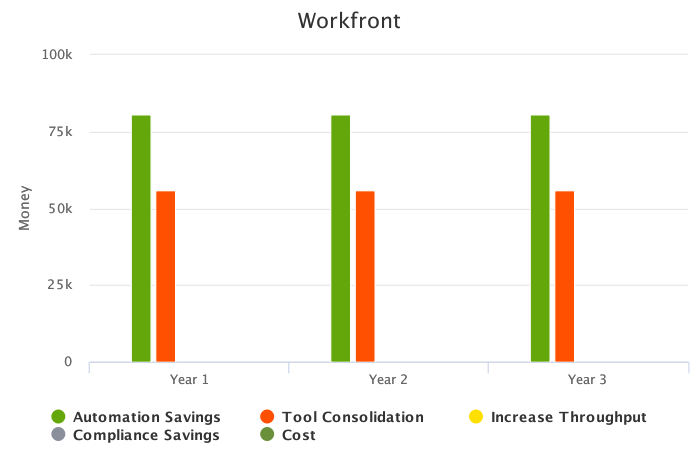 Workfront
100k
75k
50k
25k
0
Money
Year 1 Year 2 Year 3
Automation Savings Tool Consolidation Increase Throughput
Compliance Savings Cost